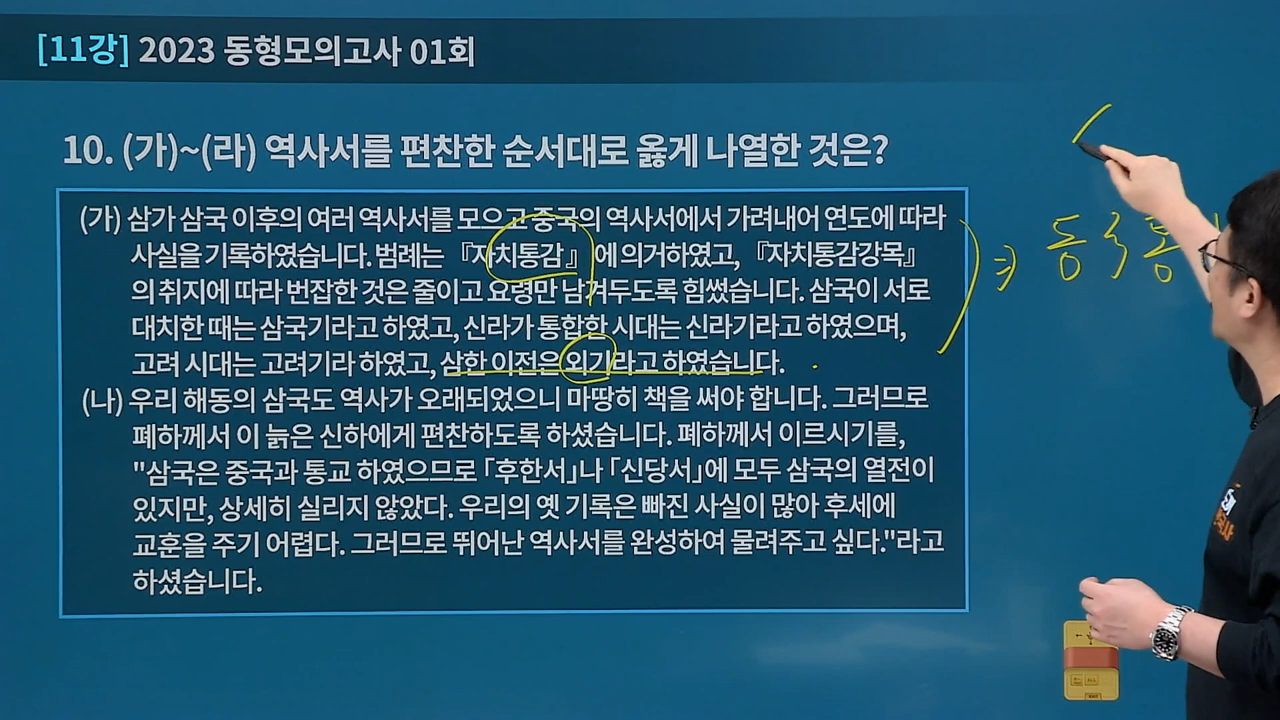 [11강] 2023 동형모의고사 01회
10. (가)~(라) 역사서를 편찬한 순서대로 옳게 나열한 것은?
(가) 삼가 삼국 이후의 여러 역사서를 모으고 중국의 역사서에서 가려내어 연도에 따라
사실을 기록하였습니다. 범례는 『자치통감』에 의거하였고, 『자치통감강목』
의 취지에 따라 번잡한 것은 줄이고 요령만 남겨두도록 힘썼습니다. 삼국이 서로
대치한 때는 삼국기라고 하였고, 신라가 통합한 시대는 신라기라고 하였으며,
고려 시대는 고려기라 하였고, 삼한 이전은 외기라고 하였습니다.
동국통
(나) 우리 해동의 삼국도 역사가 오래되었으니 마땅히 책을 써야 합니다. 그러므로
폐하께서 이 늙은 신하에게 편찬하도록 하셨습니다. 폐하께서 이르시기를,
"삼국은 중국과 통교 하였으므로 「후한서」나 「신당서」에 모두 삼국의 열전이
있지만, 상세히 실리지 않았다. 우리의 옛 기록은 빠진 사실이 많아 후세에
교훈을 주기 어렵다. 그러므로 뛰어난 역사서를 완성하여 물려주고 싶다."라고
하셨습니다.